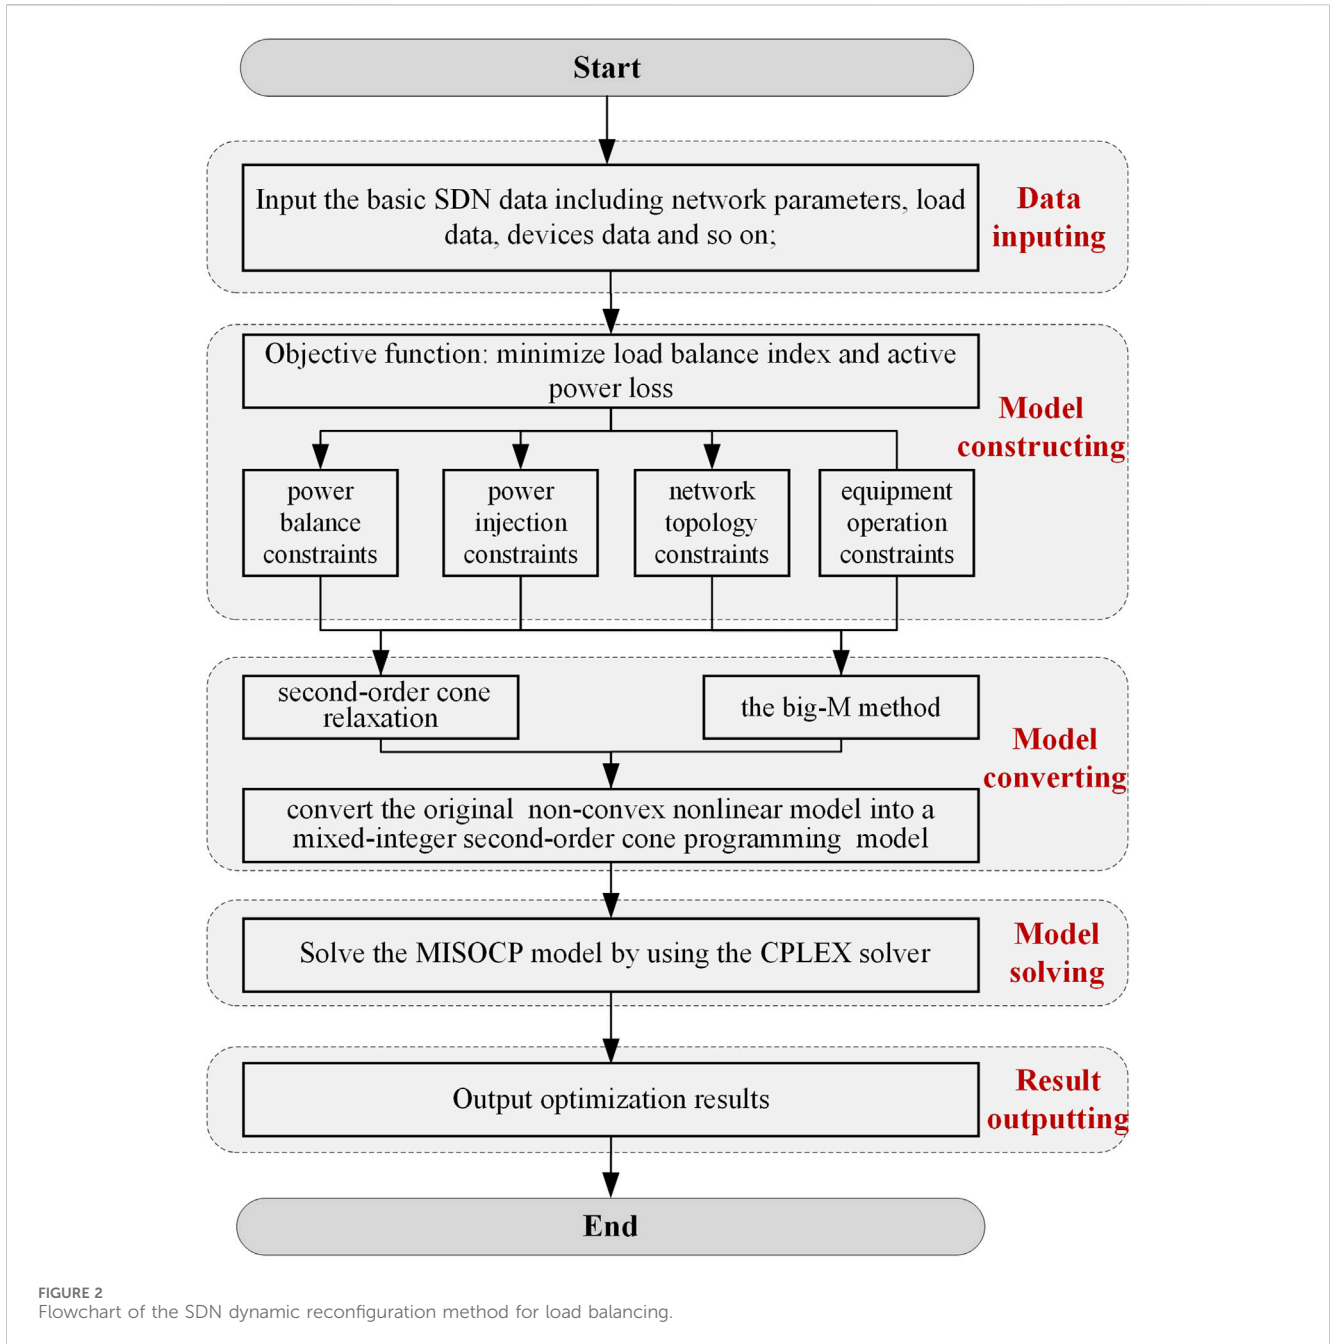 Start
Input the basic SDN data including network parameters, load
data, devices data and so on;
Data
inputing
Objective function: minimize load balance index and active
power loss
Model
constructing
power
balance
constraints
power
injection
constraints
network
topology
constraints
equipment
operation
constraints
second-order cone
relaxation
the big-M method
Model
converting
convert the original non-convex nonlinear model into a
mixed-integer second-order cone programming model
Solve the MISOCP model by using the CPLEX solver
Model
solving
Output optimization results
Result
outputting
End
FIGURE 2
Flowchart of the SDN dynamic reconfiguration method for load balancing.